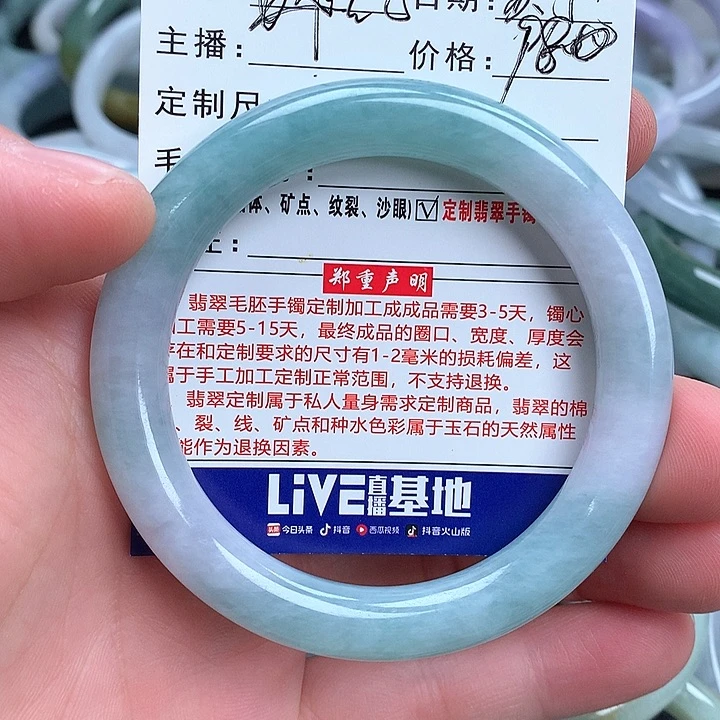 日期:
主播: 价格: 980
定制尺
毛
体、矿点、纹裂、沙眼) ☑ 定制翡翠手镯
:
郑重声明
翡翠毛胚手镯定制加工成成品需要3-5天，镯心
工需要5-15天，最终成品的圈口、宽度、厚度会
存在和定制要求的尺寸有1-2毫米的损耗偏差，这
属于手工加工定制正常范围，不支持退换。
翡翠定制属于私人量身需求定制商品，翡翠的棉
、裂、线、矿点和种水色彩属于玉石的天然属性
能作为退换因素。
LiVE直播基地
头条 今日头条 抖音 西瓜视频 抖音火山版